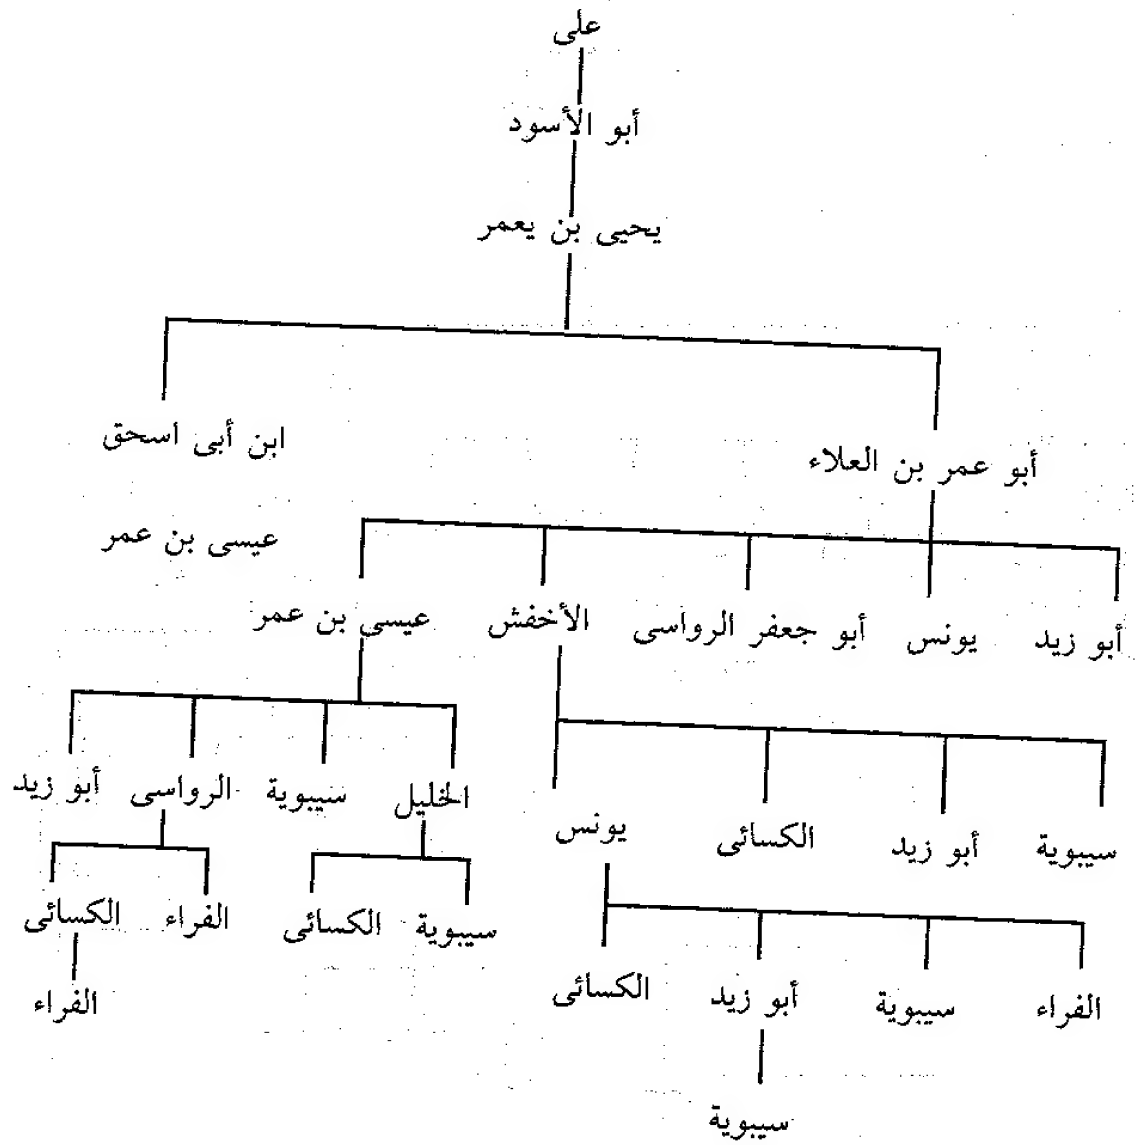 على
أبو الأسود
يحيى بن يعمر
أبو عمر بن العلاء
ابن أبى اسحق
عيسى بن عمر
أبو زيد
يونس
أبو جعفر الرواسى
الأخفش
عيسى بن عمر
سيبوية
أبو زيد
الكسائى
يونس
الخليل
سيبوية
الرواسى
أبو زيد
الفراء
سيبوية
أبو زيد
الكسائى
سيبوية
الكسائى
الفراء
الكسائى
الفراء
سيبوية